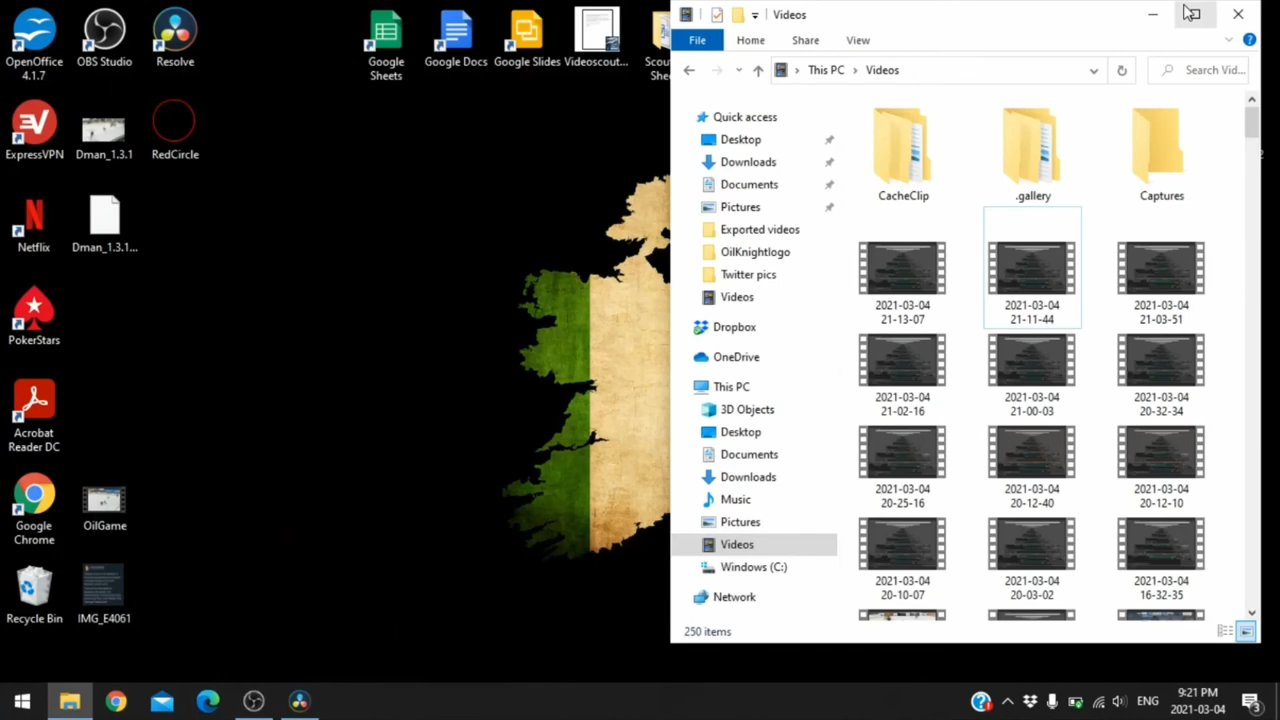 OpenOffice
4.1.7
OBS Studio
Resolve
Google
Sheets
Google Docs
Google Slides
Videoscout...
Scout
She
ExpressVPN
Dman_1.3.1
RedCircle
Netflix
Dman_1.3.1...
PokerStars
Acrobat
Reader DC
Google
Chrome
OilGame
Recycle Bin
IMG_E4061
Videos
File
Home
Share
View
This PC
Videos
Search Vid...
Quick access
Desktop
Downloads
Documents
Pictures
Exported videos
OilKnightlogo
Twitter pics
Videos
Dropbox
OneDrive
This PC
3D Objects
Desktop
Documents
Downloads
Music
Pictures
Videos
Windows (C:)
Network
CacheClip
.gallery
Captures
2021-03-04
21-13-07
2021-03-04
21-11-44
2021-03-04
21-03-51
2021-03-04
21-02-16
2021-03-04
21-00-03
2021-03-04
20-32-34
2021-03-04
20-25-16
2021-03-04
20-12-40
2021-03-04
20-12-10
2021-03-04
20-10-07
2021-03-04
20-03-02
2021-03-04
16-32-35
250 items
ENG
9:21 PM
2021-03-04
3